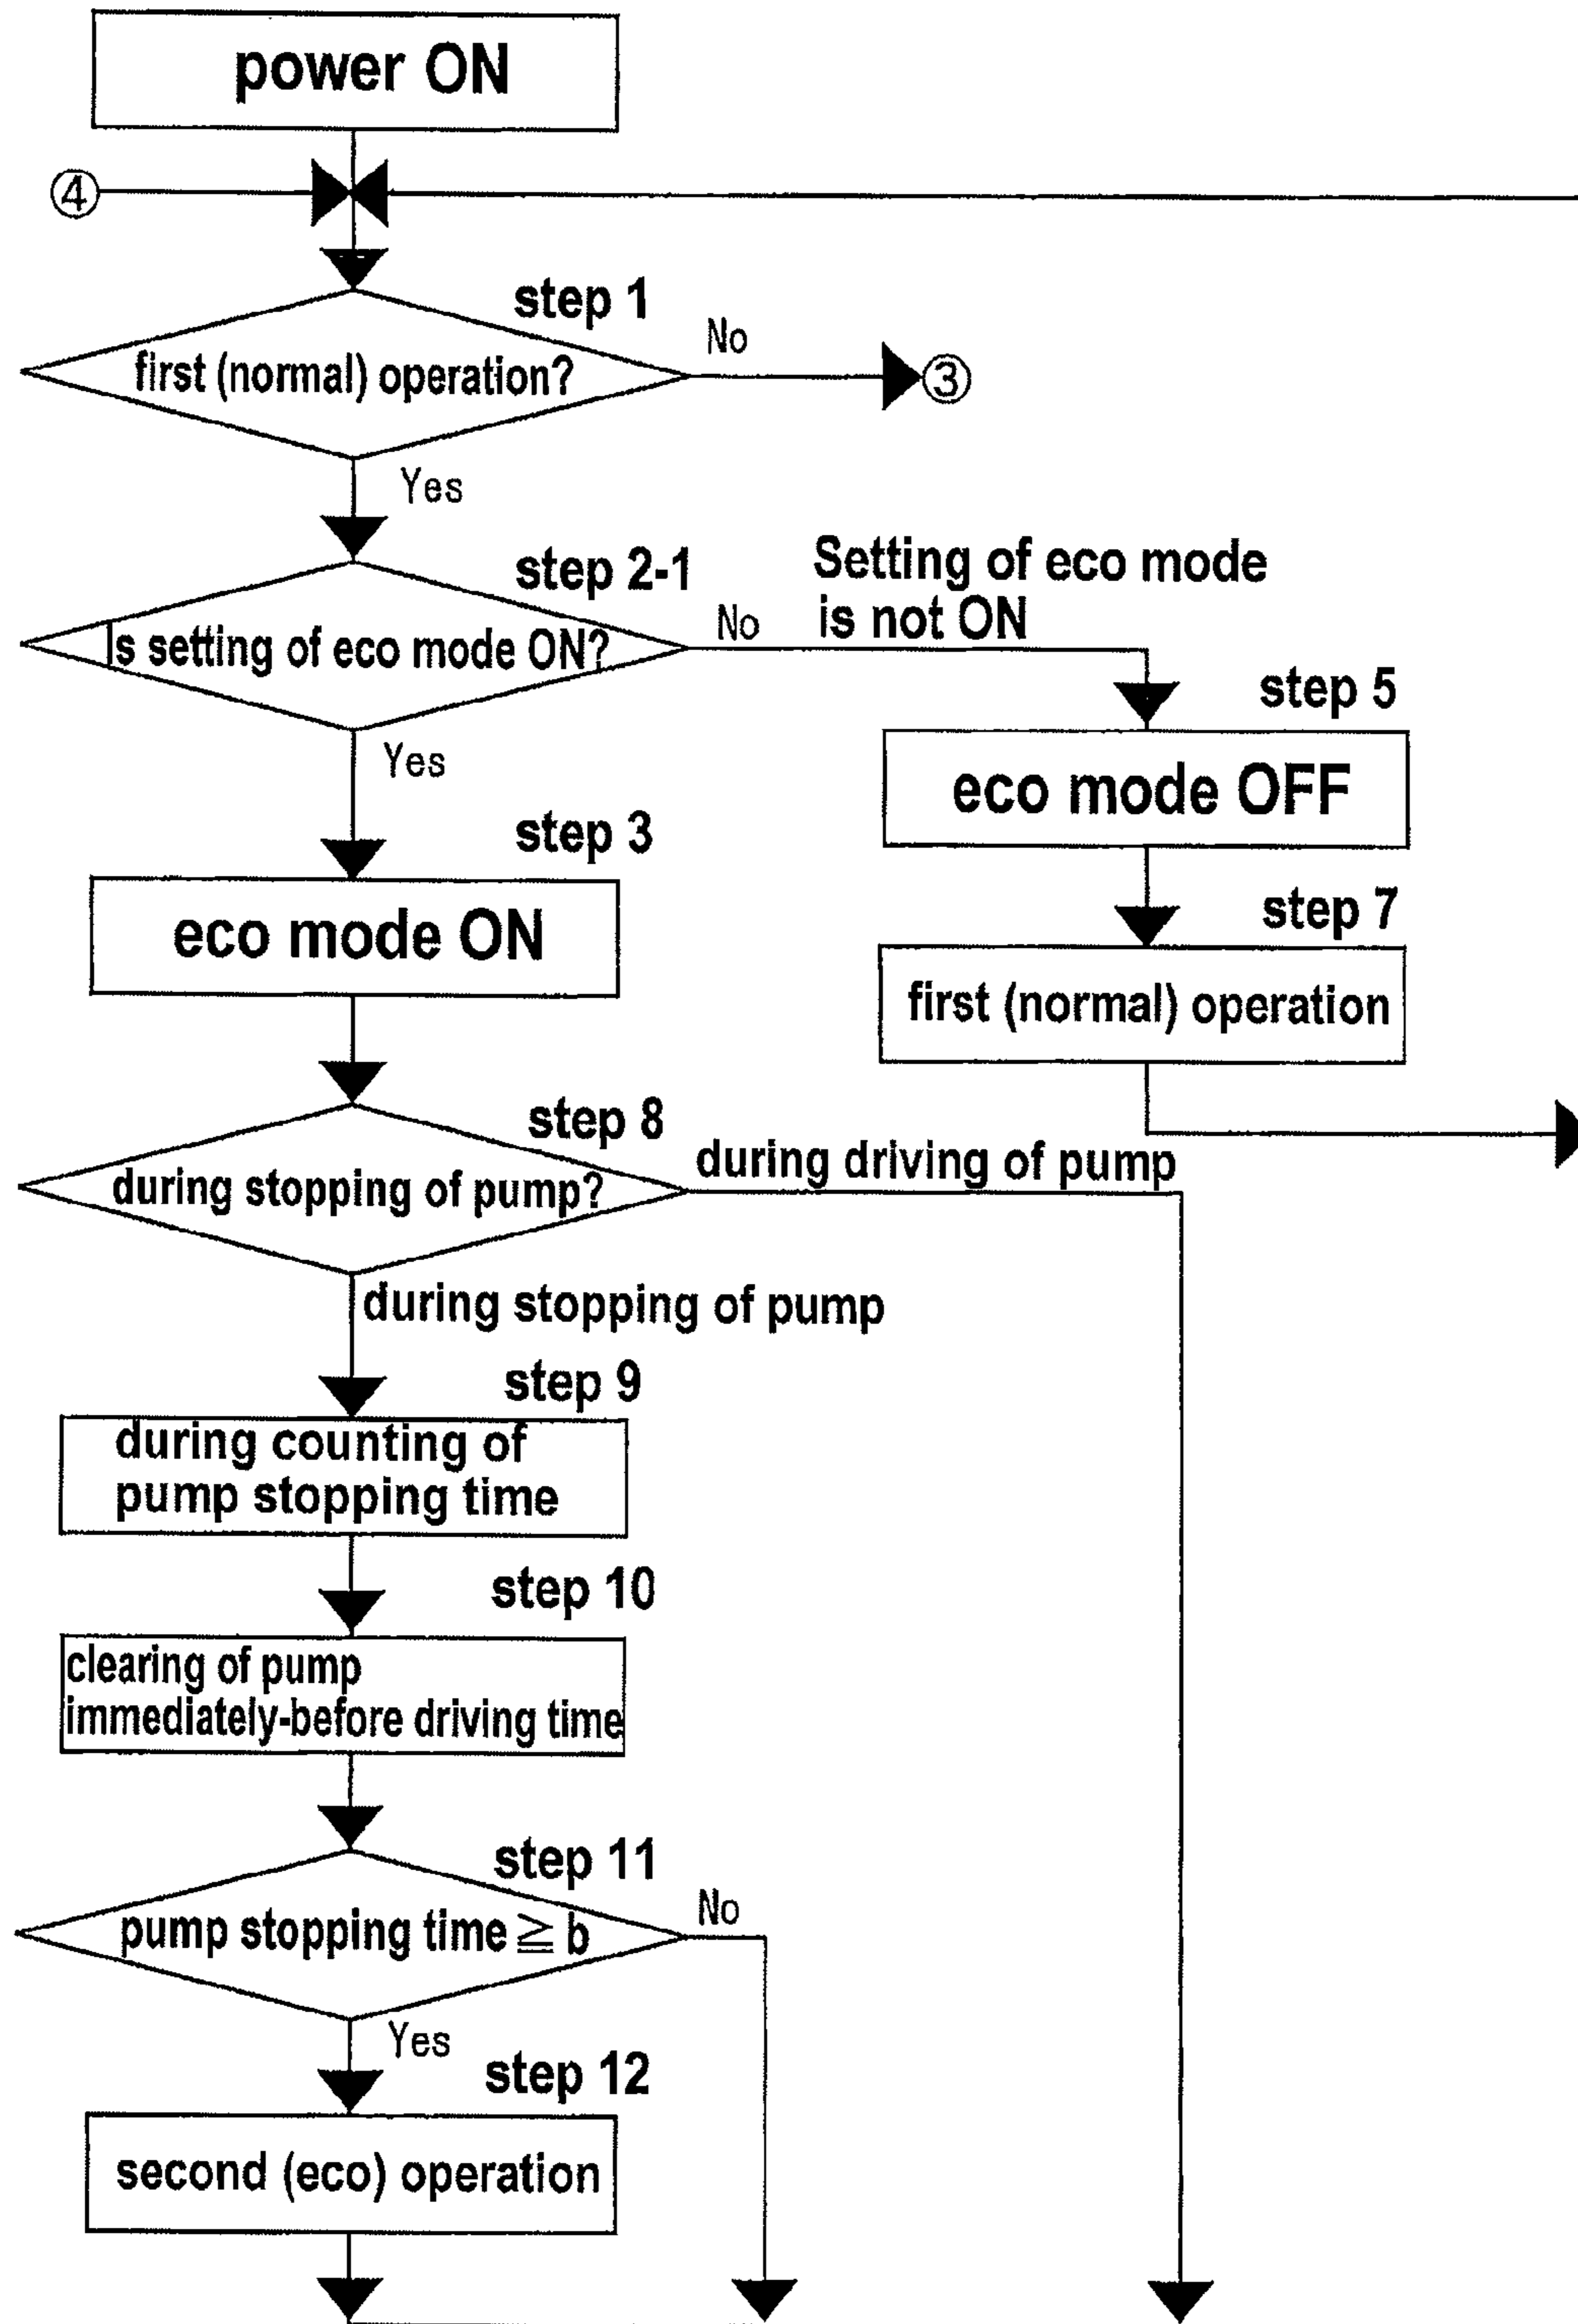 power ON
④
step 1
first (normal) operation?
No
③
Yes
step 2-1
Is setting of eco mode ON?
No
Setting of eco mode
is not ON
step 5
eco mode OFF
Yes
step 3
eco mode ON
step 7
first (normal) operation
step 8
during stopping of pump?
during driving of pump
during stopping of pump
step 9
during counting of
pump stopping time
step 10
clearing of pump
immediately-before driving time
step 11
pump stopping time ≧ b
No
Yes
step 12
second (eco) operation